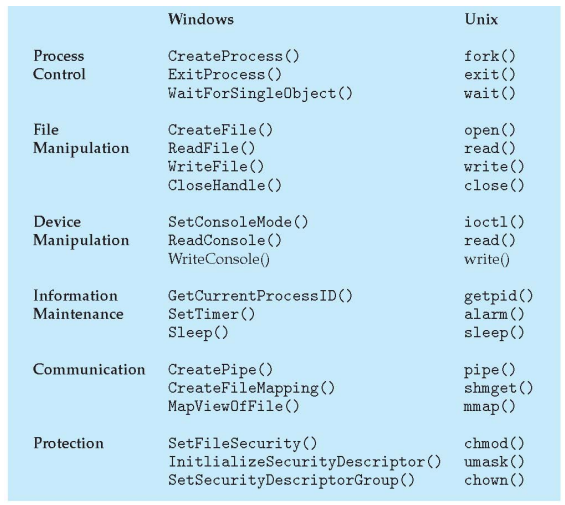 Windows Unix
Process CreateProcess() fork()
Control ExitProcess() exit()
WaitForSingleObject() wait()
File CreateFile() open()
Manipulation ReadFile() read()
WriteFile() write()
CloseHandle() close()
Device SetConsoleMode() ioctl()
Manipulation ReadConsole() read()
WriteConsole() write()
Information GetCurrentProcessID() getpid()
Maintenance SetTimer() alarm()
Sleep() sleep()
Communication CreatePipe() pipe()
CreateFileMapping() shmget()
MapViewOfFile() mmap()
Protection SetFileSecurity() chmod()
InitlializeSecurityDescriptor() umask()
SetSecurityDescriptorGroup() chown()